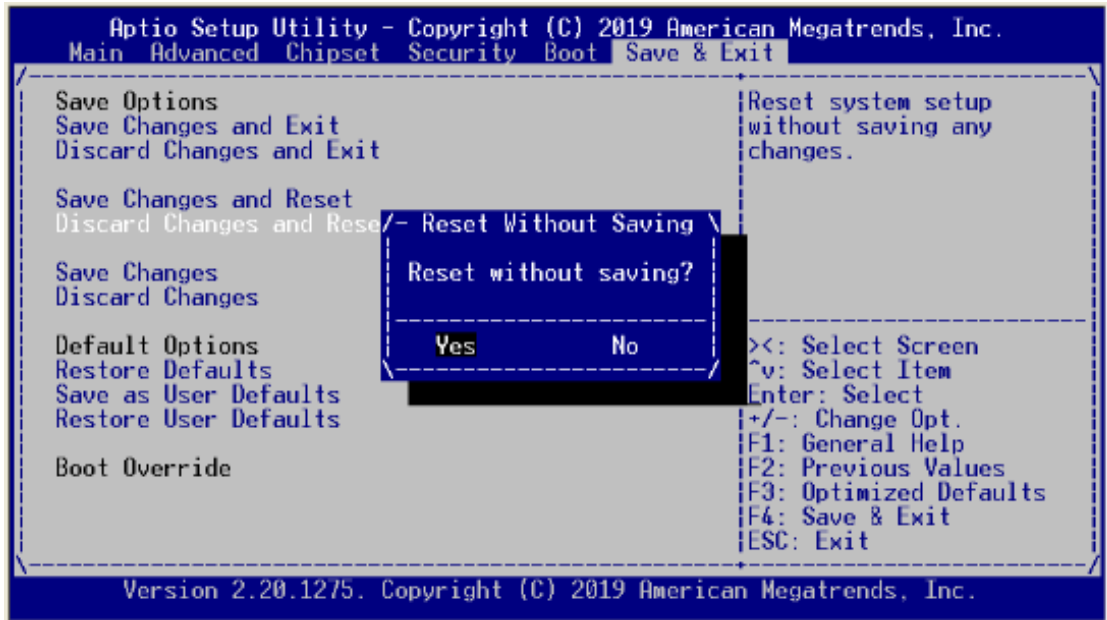 Aptio Setup Utility - Copyright (C) 2019 American Megatrends, Inc.
Main Advanced Chipset Security Boot Save & Exit
Save Options
Save Changes and Exit
Discard Changes and Exit
Save Changes and Reset
Discard Changes and Rese
Save Changes
Discard Changes
Default Options
Restore Defaults
Save as User Defaults
Restore User Defaults
Boot Override
Reset Without Saving
Reset without saving?
Yes No
Reset system setup
without saving any
changes.
><: Select Screen
^v: Select Item
Enter: Select
+/-: Change Opt.
F1: General Help
F2: Previous Values
F3: Optimized Defaults
F4: Save & Exit
ESC: Exit
Version 2.20.1275. Copyright (C) 2019 American Megatrends, Inc.